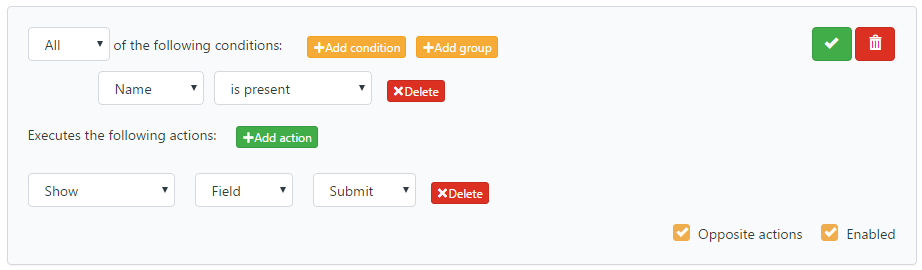 All of the following conditions: Add condition Add group
Name is present Delete
Executes the following actions: Add action
Show Field Submit Delete
Opposite actions Enabled